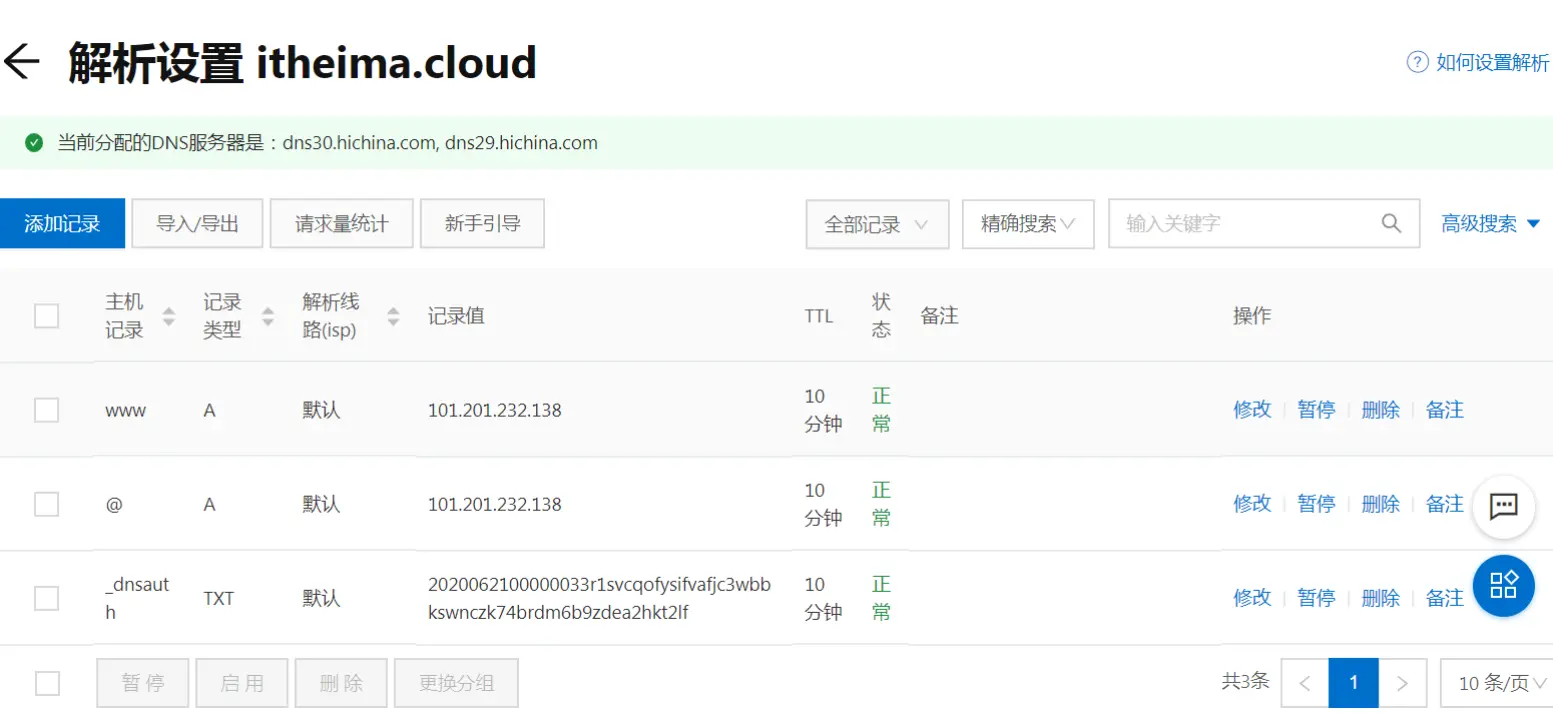 解析设置 itheima.cloud
如何设置解析
当前分配的DNS服务器是：dns30.hichina.com, dns29.hichina.com
添加记录 导入/导出 请求量统计 新手引导 全部记录 精确搜索 输入关键字 高级搜索
主机记录 记录类型 解析线路(isp) 记录值 TTL 状态 备注 操作
www A 默认 101.201.232.138 10 分钟 正常 修改 暂停 删除 备注
@ A 默认 101.201.232.138 10 分钟 正常 修改 暂停 删除 备注
_dnsauth TXT 默认 2020062100000033r1svcqofysifvafjc3wbbkswnczk74brdm6b9zdea2hkt2lf 10 分钟 正常 修改 暂停 删除 备注
暂停 启用 删除 更换分组 共3条 1 10 条/页